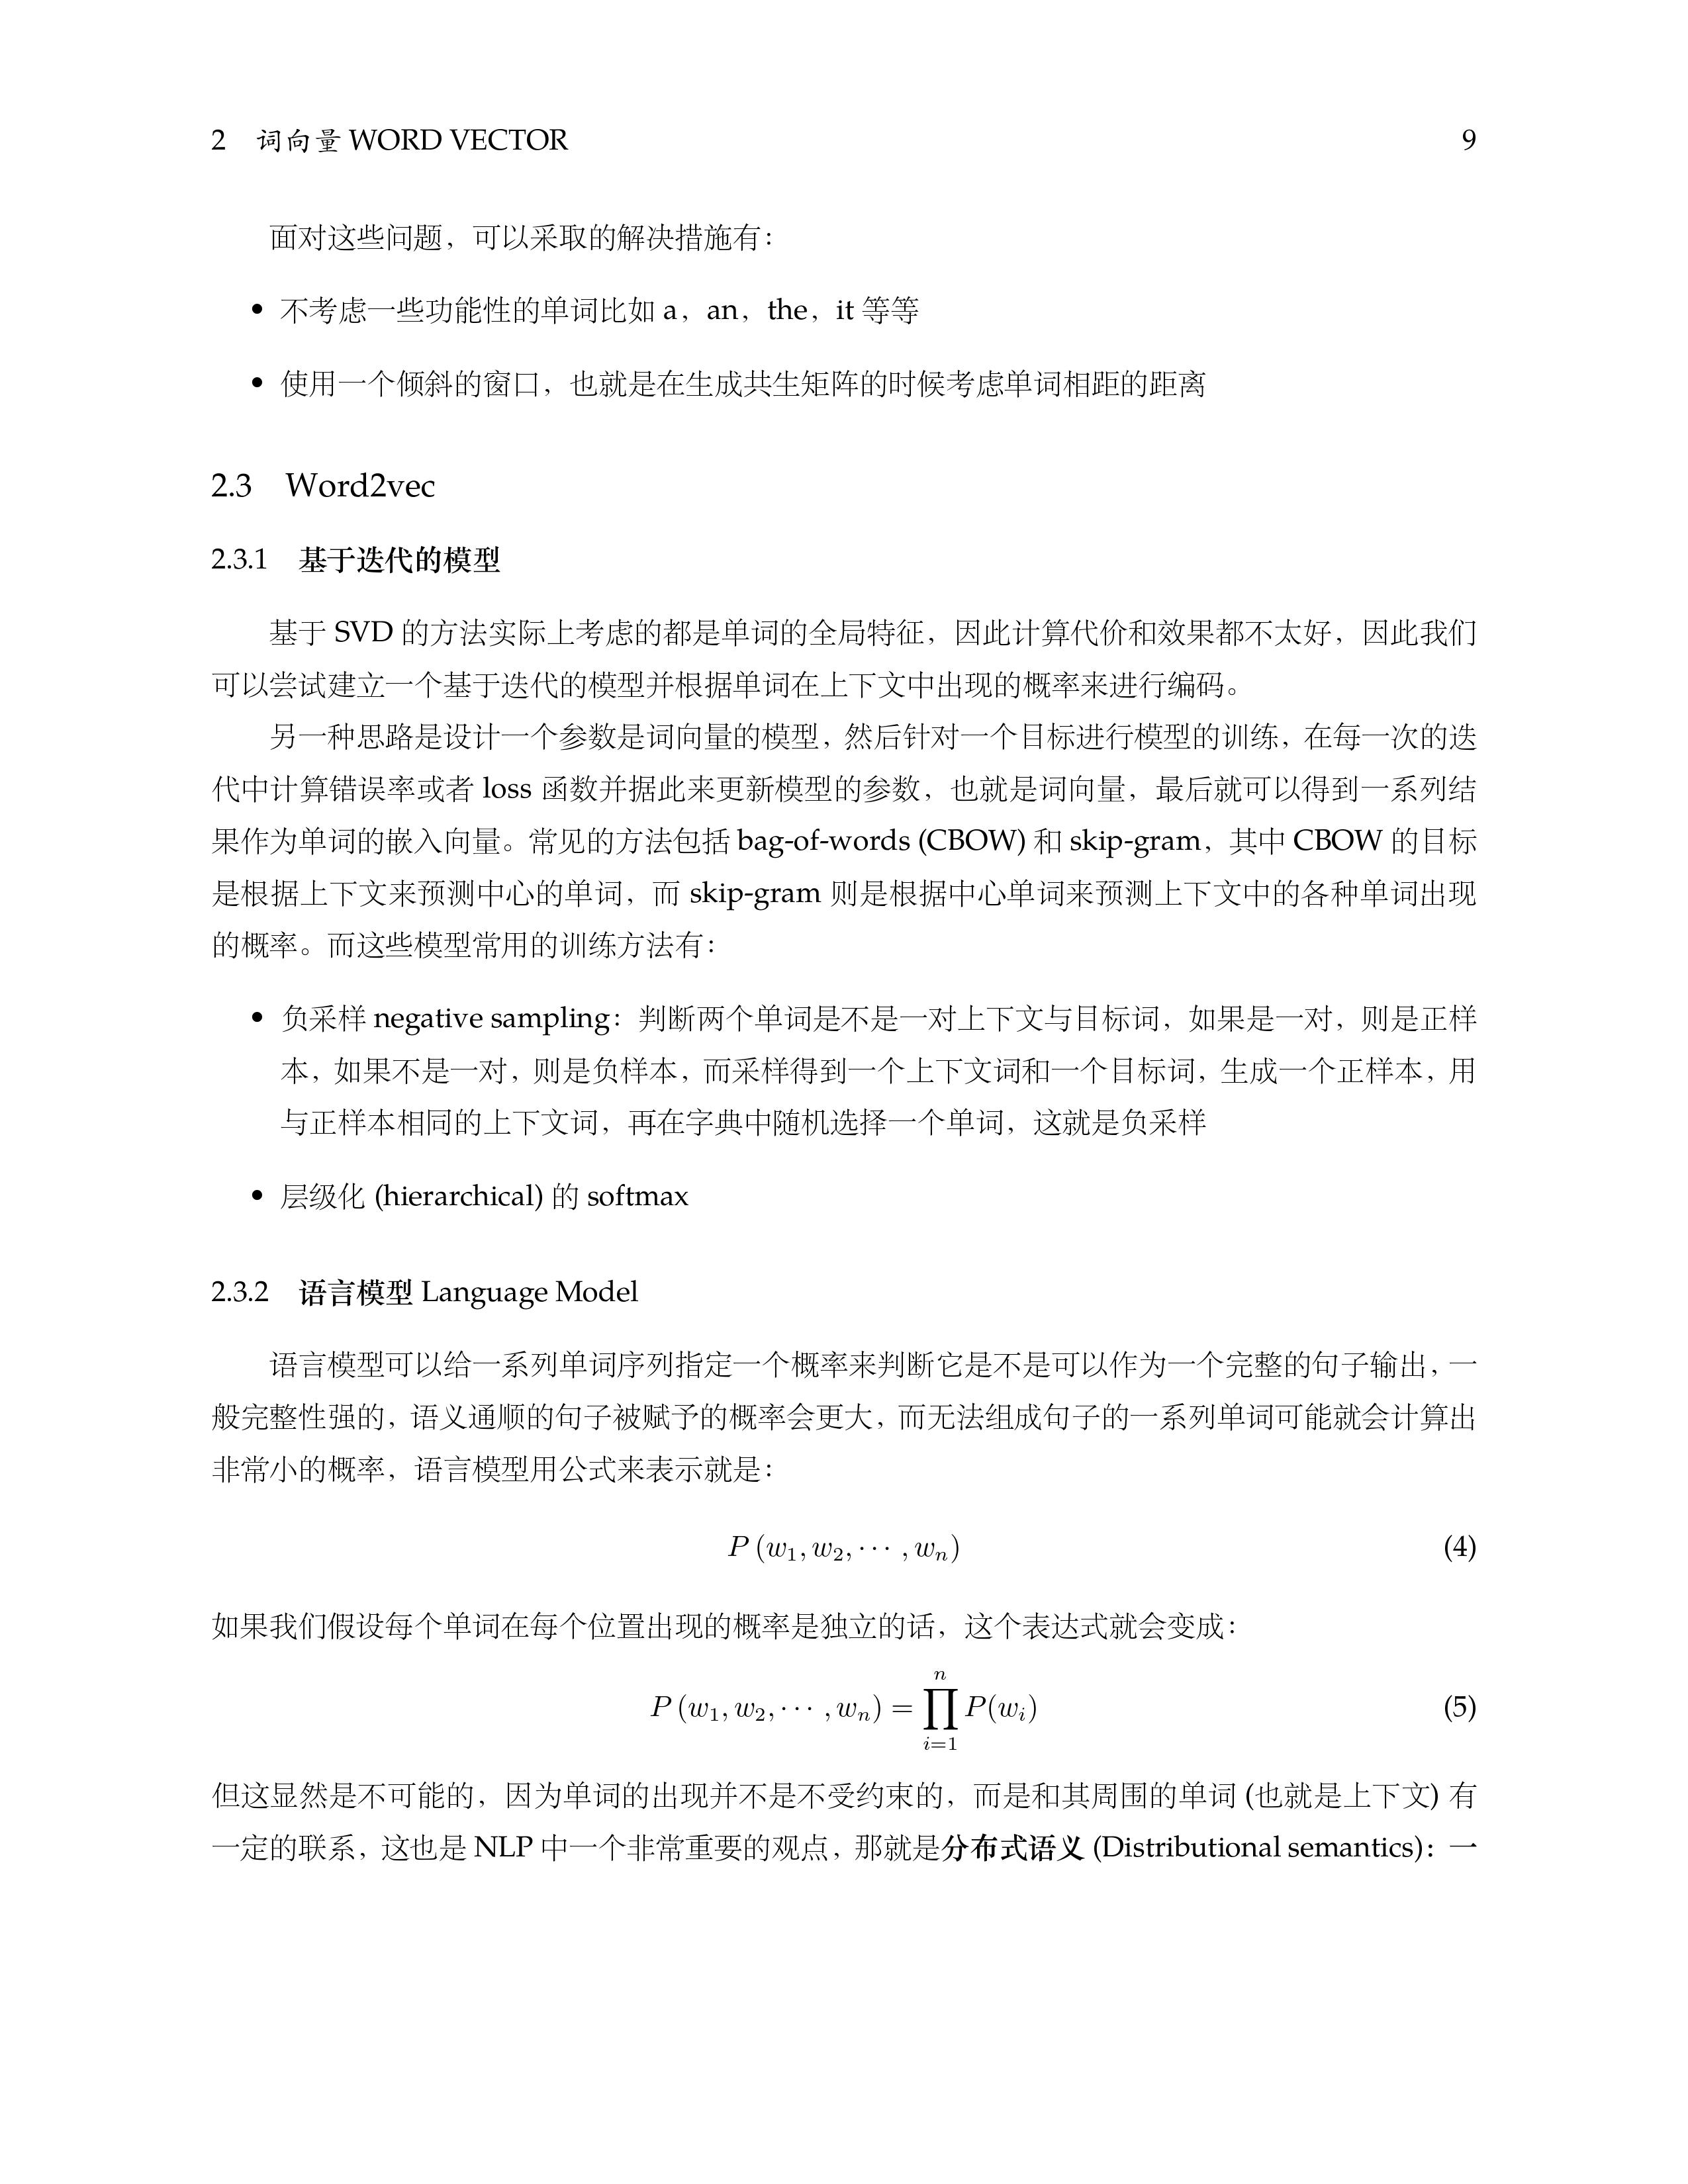 2 词向量 WORD VECTOR 9
面对这些问题，可以采取的解决措施有：
• 不考虑一些功能性的单词比如 a，an，the，it 等等
• 使用一个倾斜的窗口，也就是在生成共生矩阵的时候考虑单词相距的距离
2.3 Word2vec
2.3.1 基于迭代的模型
基于 SVD 的方法实际上考虑的都是单词的全局特征，因此计算代价和效果都不太好，因此我们
可以尝试建立一个基于迭代的模型并根据单词在上下文中出现的概率来进行编码。
另一种思路是设计一个参数是词向量的模型，然后针对一个目标进行模型的训练，在每一次的迭
代中计算错误率或者 loss 函数并据此来更新模型的参数，也就是词向量，最后就可以得到一系列结
果作为单词的嵌入向量。常见的方法包括 bag-of-words (CBOW) 和 skip-gram，其中 CBOW 的目标
是根据上下文来预测中心的单词，而 skip-gram 则是根据中心单词来预测上下文中的各种单词出现
的概率。而这些模型常用的训练方法有：
• 负采样 negative sampling：判断两个单词是不是一对上下文与目标词，如果是一对，则是正样
本，如果不是一对，则是负样本，而采样得到一个上下文词和一个目标词，生成一个正样本，用
与正样本相同的上下文词，再在字典中随机选择一个单词，这就是负采样
• 层级化 (hierarchical) 的 softmax
2.3.2 语言模型 Language Model
语言模型可以给一系列单词序列指定一个概率来判断它是不是可以作为一个完整的句子输出，一
般完整性强的，语义通顺的句子被赋予的概率会更大，而无法组成句子的一系列单词可能就会计算出
非常小的概率，语言模型用公式来表示就是：
P (w₁, w₂, ⋯ , wₙ) (4)
如果我们假设每个单词在每个位置出现的概率是独立的话，这个表达式就会变成：
P (w₁, w₂, ⋯ , wₙ) = ∏ᵢ₌₁ⁿ P(wᵢ) (5)
但这显然是不可能的，因为单词的出现并不是不受约束的，而是和其周围的单词 (也就是上下文) 有
一定的联系，这也是 NLP 中一个非常重要的观点，那就是分布式语义 (Distributional semantics)：一